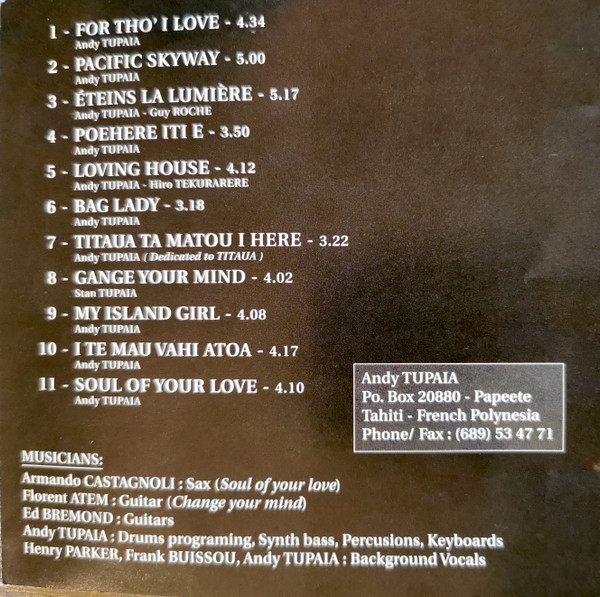 1 - FOR THO' I LOVE - 4.34
Andy TUPAIA
2 - PACIFIC SKYWAY - 5.00
Andy TUPAIA
3 - ÉTEINS LA LUMIÈRE - 5.17
Andy TUPAIA - Guy ROCHE
4 - POEHERE ITI E - 3.50
Andy TUPAIA
5 - LOVING HOUSE - 4.12
Andy TUPAIA - Hiro TEKURARERE
6 - BAG LADY - 3.18
Andy TUPAIA
7 - TITAUA TA MATOU I HERE - 3.22
Andy TUPAIA ( Dedicated to TITAUA )
8 - GANGE YOUR MIND - 4.02
Stan TUPAIA
9 - MY ISLAND GIRL - 4.08
Andy TUPAIA
10 - I TE MAU VAHI ATOA - 4.17
Andy TUPAIA
11 - SOUL OF YOUR LOVE - 4.10
Andy TUPAIA
Andy TUPAIA
Po. Box 20880 - Papeete
Tahiti - French Polynesia
Phone/ Fax : (689) 53 47 71
MUSICIANS:
Armando CASTAGNOLI : Sax (Soul of your love)
Florent ATEM : Guitar (Change your mind)
Ed BREMOND : Guitars
Andy TUPAIA : Drums programing, Synth bass, Percusions, Keyboards
Henry PARKER, Frank BUISSOU, Andy TUPAIA : Background Vocals